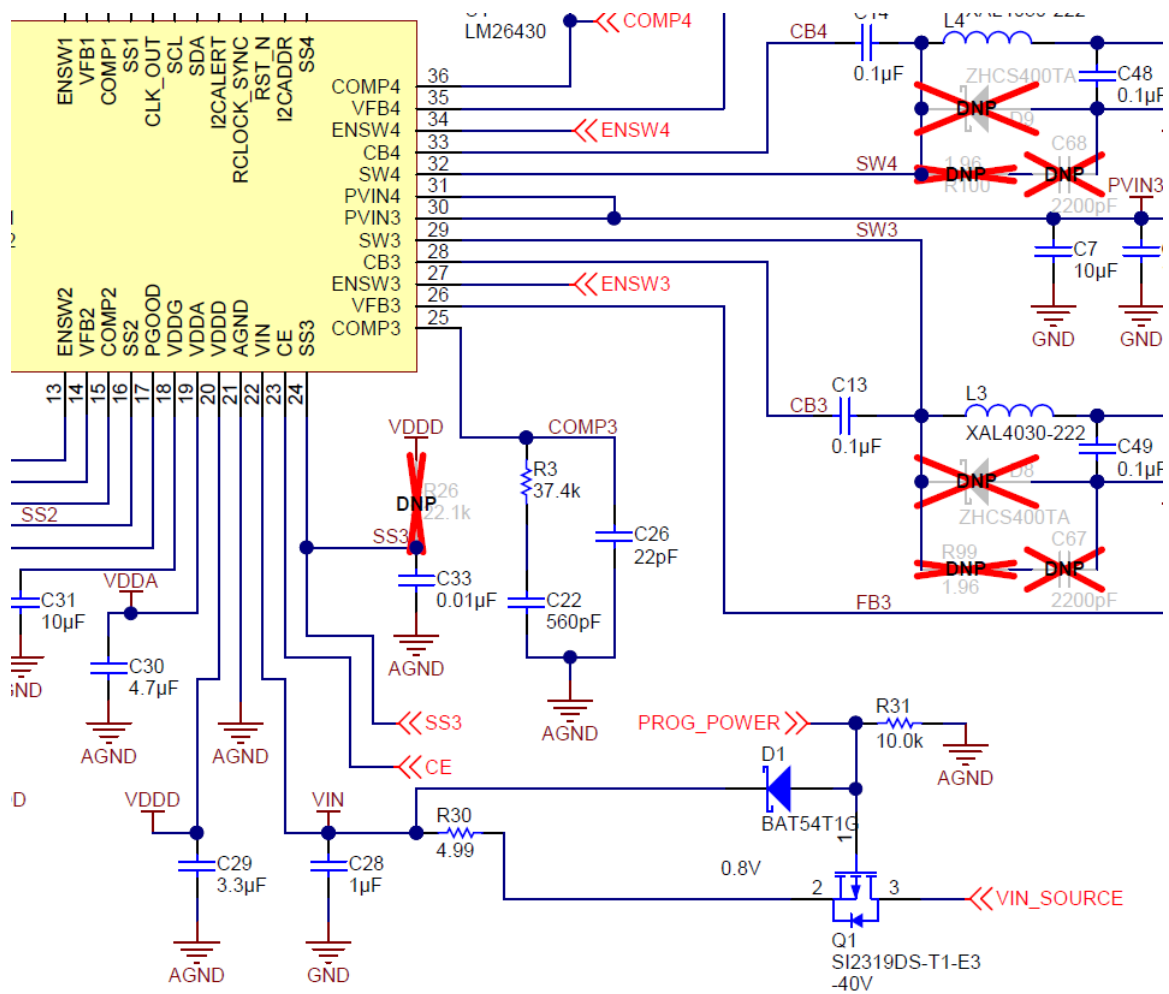 LM26430
COMP4
ENSW1
VFB1
COMP1
SS1
CLK_OUT
SCL
SDA
I2CALERT
RCLOCK_SYNC
RST_N
I2CADDR
SS4
COMP4 36
VFB4 35
ENSW4 34
CB4 33
SW4 32
PVIN4 31
PVIN3 30
SW3 29
CB3 28
ENSW3 27
VFB3 26
COMP3 25
ENSW2
VFB2
COMP2
SS2
PGOOD
VDDG
VDDA
VDDD
AGND
VIN
CE
SS3
13
14
15
16
17
18
19
20
21
22
23
24
ENSW4
ENSW3
CB4
C14
0.1µF
L4
XAL4030-222
ZHCS400TA
DNP
D9
C48
0.1µF
SW4
1.96
DNP
R100
C68
DNP
2200pF
PVIN3
SW3
C7
10µF
GND
GND
CB3
C13
0.1µF
L3
XAL4030-222
C49
0.1µF
DNP
D8
ZHCS400TA
R99
DNP
1.96
C67
DNP
2200pF
FB3
VDDD
R26
DNP
22.1k
SS3
C33
0.01µF
AGND
COMP3
R3
37.4k
C26
22pF
C22
560pF
AGND
SS2
C31
10µF
GND
VDDA
C30
4.7µF
AGND
AGND
SS3
CE
VDDD
C29
3.3µF
AGND
VIN
C28
1µF
GND
R30
4.99
PROG_POWER
R31
10.0k
AGND
D1
BAT54T1G
0.8V
1
2
3
VIN_SOURCE
Q1
SI2319DS-T1-E3
-40V